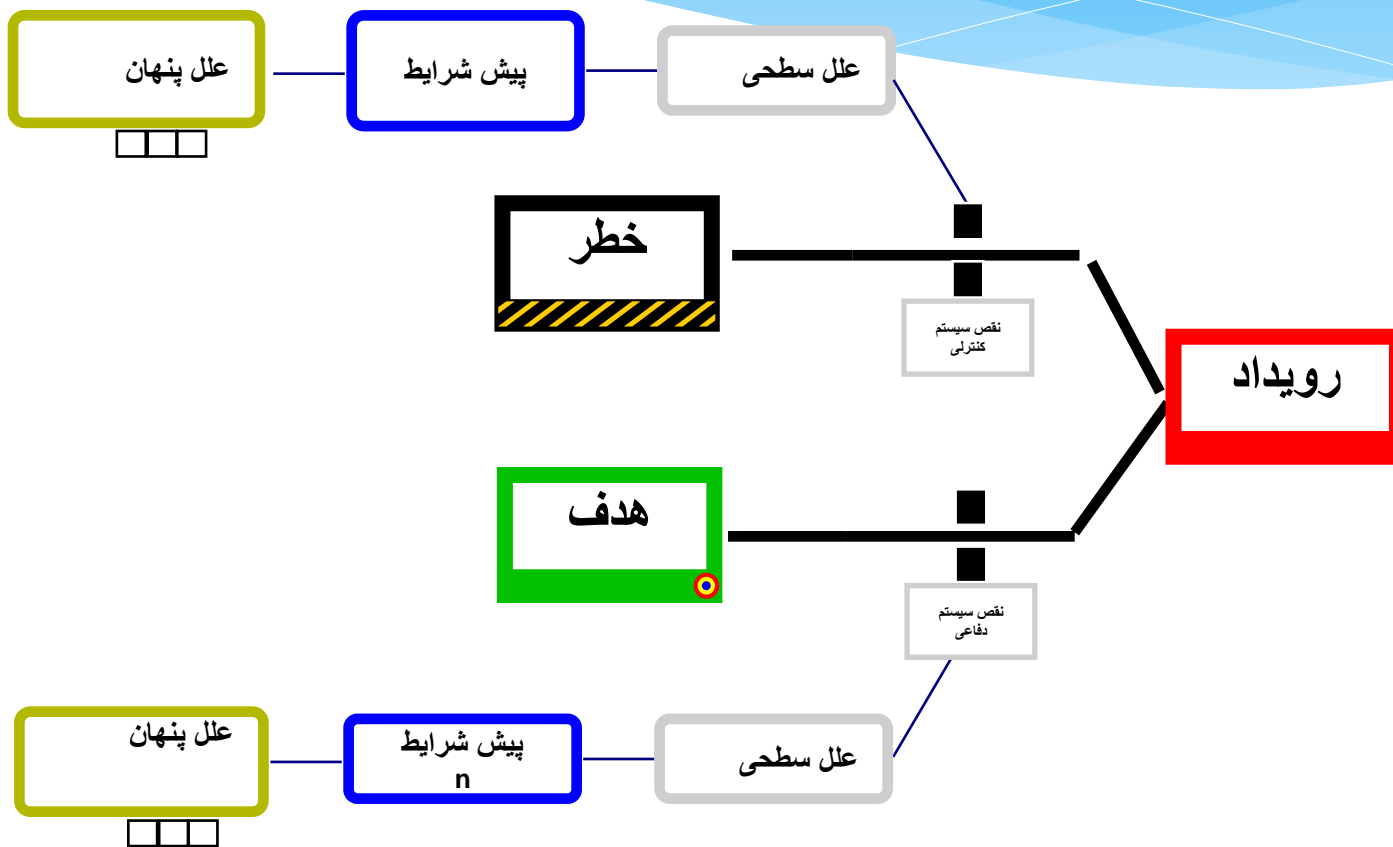 علل پنهان
پیش شرایط
علل سطحی
خطر
نقص سیستم
کنترلی
رویداد
هدف
نقص سیستم
دفاعی
علل پنهان
پیش شرایط
n
علل سطحی